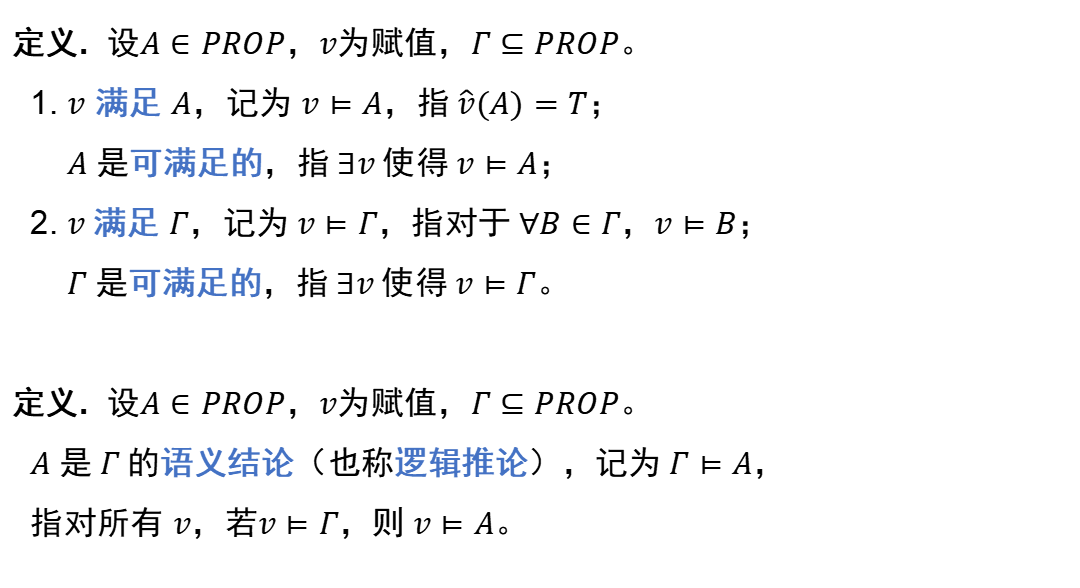 定义. 设A ∈ PROP，v为赋值，Γ ⊆ PROP。
1. v 满足 A，记为 v ⊨ A，指 v̂(A) = T；
A 是可满足的，指 ∃v 使得 v ⊨ A；
2. v 满足 Γ，记为 v ⊨ Γ，指对于 ∀B ∈ Γ，v ⊨ B；
Γ 是可满足的，指 ∃v 使得 v ⊨ Γ。
定义. 设A ∈ PROP，v为赋值，Γ ⊆ PROP。
A 是 Γ 的语义结论（也称逻辑推论），记为 Γ ⊨ A，
指对所有 v，若v ⊨ Γ，则 v ⊨ A。